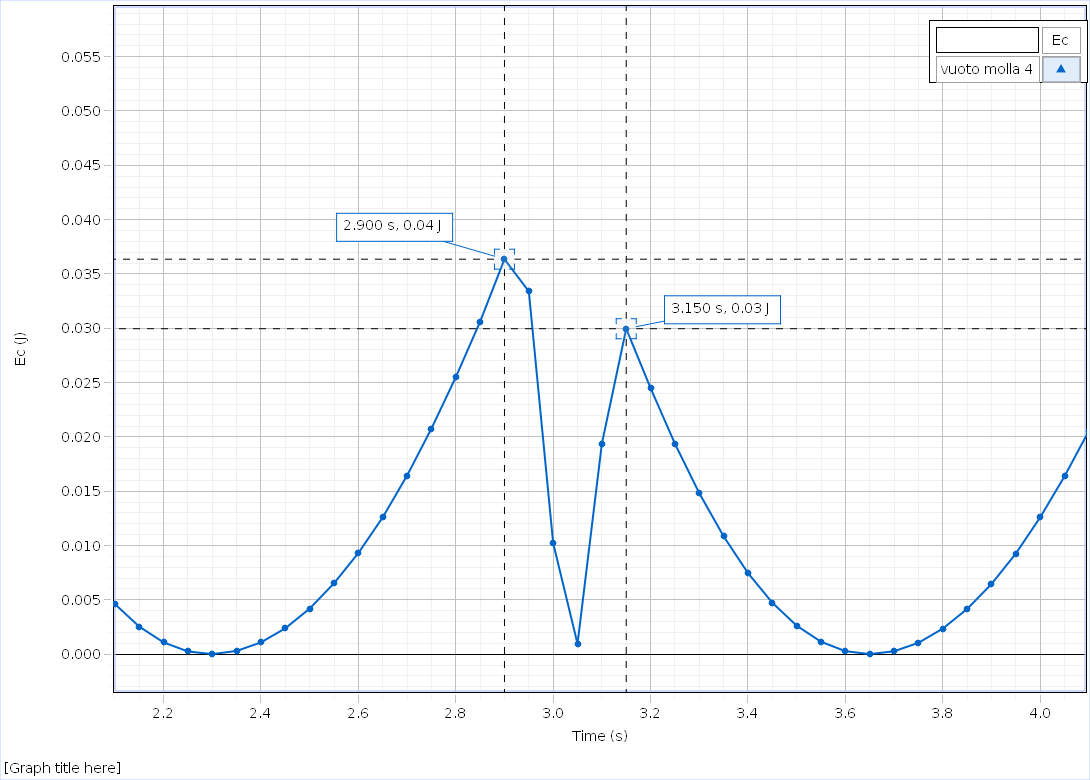 Ec
vuoto molla 4
0.055
0.050
0.045
0.040
0.035
0.030
0.025
0.020
0.015
0.010
0.005
0.000
Ec (J)
2.900 s, 0.04 J
3.150 s, 0.03 J
2.2 2.4 2.6 2.8 3.0 3.2 3.4 3.6 3.8 4.0
Time (s)
[Graph title here]